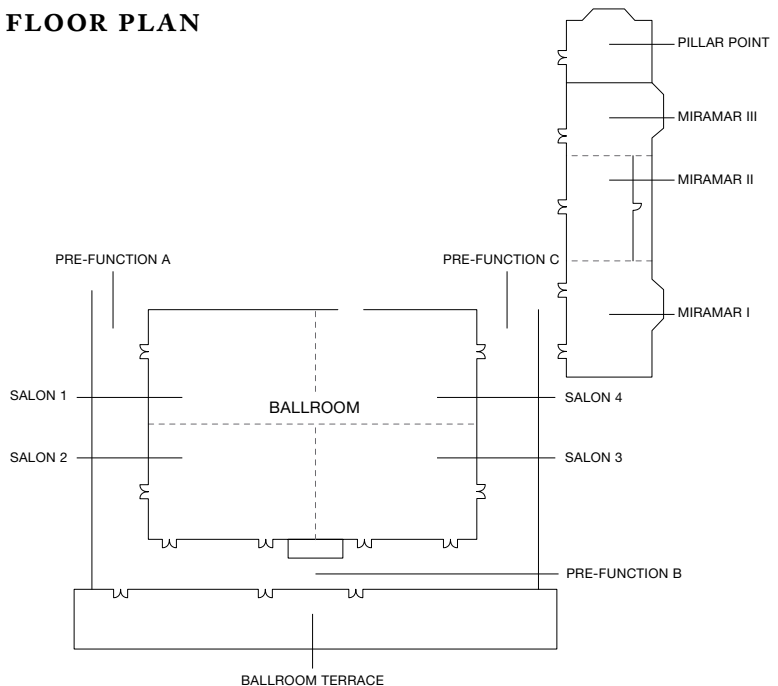 FLOOR PLAN
PILLAR POINT
MIRAMAR III
MIRAMAR II
PRE-FUNCTION A
PRE-FUNCTION C
MIRAMAR I
SALON 1
BALLROOM
SALON 4
SALON 2
SALON 3
PRE-FUNCTION B
BALLROOM TERRACE